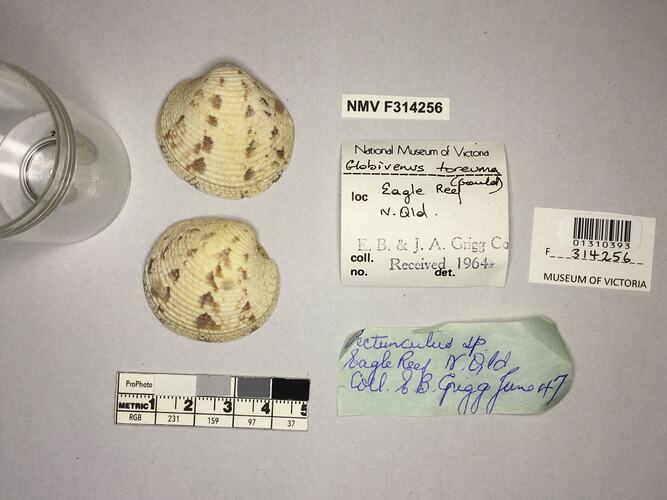 NMV F314256
National Museum of Victoria
Globivenus toreuma
(Gould)
loc Eagle Reef
N. Qld.
E. B. & J. A. Grigg Co
coll.
no. Received 1964 det.
01310393
F 314256
MUSEUM OF VICTORIA
Pectunculus sp
Eagle Reef N. Qld
Coll. E B. Grigg June 47
ProPhoto
METRIC 1 2 3 4 5
RGB 231 159 97 37